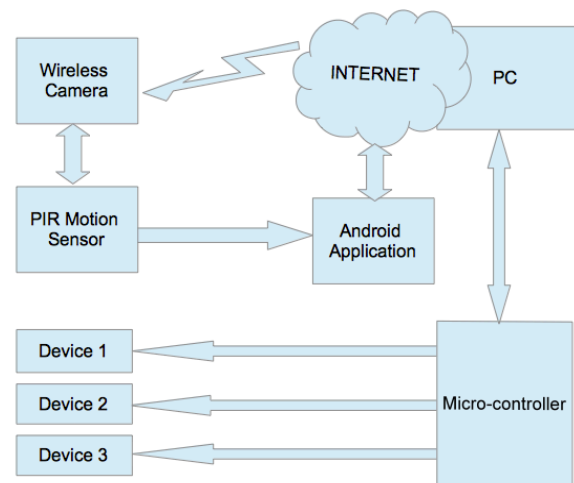 Wireless
Camera
INTERNET
PC
PIR Motion
Sensor
Android
Application
Device 1
Device 2
Device 3
Micro-controller